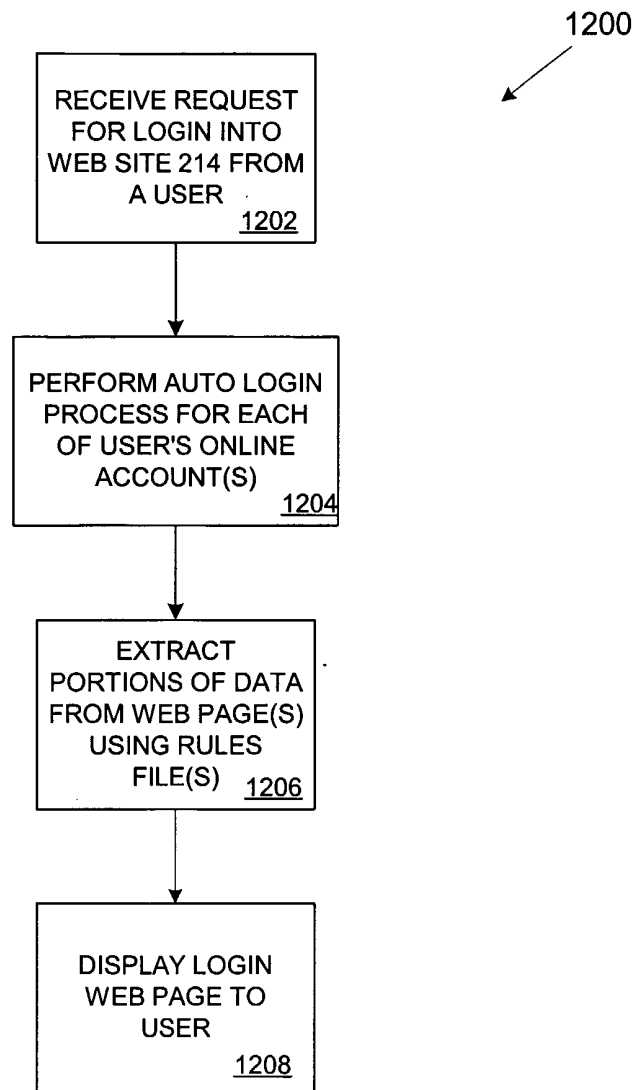 1200
RECEIVE REQUEST
FOR LOGIN INTO
WEB SITE 214 FROM
A USER
1202
PERFORM AUTO LOGIN
PROCESS FOR EACH
OF USER'S ONLINE
ACCOUNT(S)
1204
EXTRACT
PORTIONS OF DATA
FROM WEB PAGE(S)
USING RULES
FILE(S)
1206
DISPLAY LOGIN
WEB PAGE TO
USER
1208